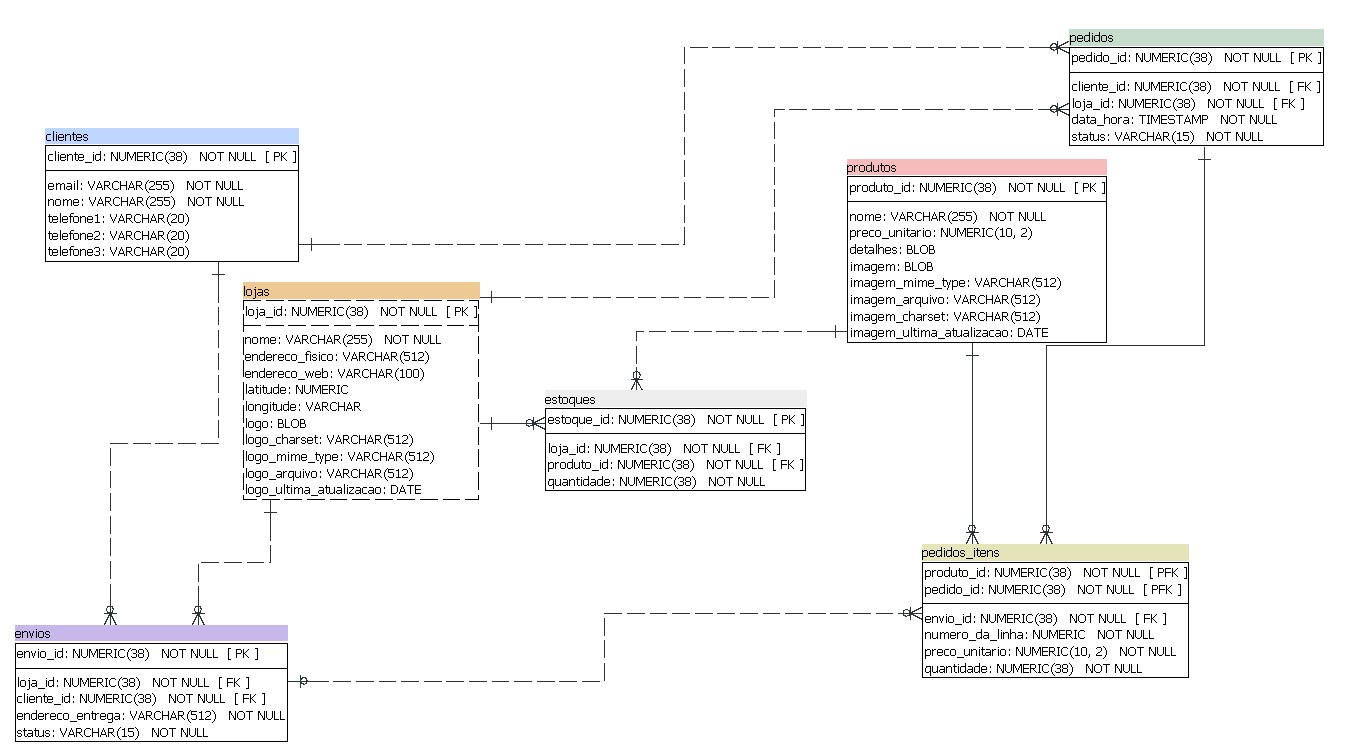 pedidos
pedido_id: NUMERIC(38) NOT NULL [ PK ]
cliente_id: NUMERIC(38) NOT NULL [ FK ]
loja_id: NUMERIC(38) NOT NULL [ FK ]
data_hora: TIMESTAMP NOT NULL
status: VARCHAR(15) NOT NULL
clientes
cliente_id: NUMERIC(38) NOT NULL [ PK ]
email: VARCHAR(255) NOT NULL
nome: VARCHAR(255) NOT NULL
telefone1: VARCHAR(20)
telefone2: VARCHAR(20)
telefone3: VARCHAR(20)
produtos
produto_id: NUMERIC(38) NOT NULL [ PK ]
nome: VARCHAR(255) NOT NULL
preco_unitario: NUMERIC(10, 2)
detalhes: BLOB
imagem: BLOB
imagem_mime_type: VARCHAR(512)
imagem_arquivo: VARCHAR(512)
imagem_charset: VARCHAR(512)
imagem_ultima_atualizacao: DATE
lojas
loja_id: NUMERIC(38) NOT NULL [ PK ]
nome: VARCHAR(255) NOT NULL
endereco_fisico: VARCHAR(512)
endereco_web: VARCHAR(100)
latitude: NUMERIC
longitude: VARCHAR
logo: BLOB
logo_charset: VARCHAR(512)
logo_mime_type: VARCHAR(512)
logo_arquivo: VARCHAR(512)
logo_ultima_atualizacao: DATE
estoques
estoque_id: NUMERIC(38) NOT NULL [ PK ]
loja_id: NUMERIC(38) NOT NULL [ FK ]
produto_id: NUMERIC(38) NOT NULL [ FK ]
quantidade: NUMERIC(38) NOT NULL
pedidos_itens
produto_id: NUMERIC(38) NOT NULL [ PFK ]
pedido_id: NUMERIC(38) NOT NULL [ PFK ]
envio_id: NUMERIC(38) NOT NULL [ FK ]
numero_da_linha: NUMERIC NOT NULL
preco_unitario: NUMERIC(10, 2) NOT NULL
quantidade: NUMERIC(38) NOT NULL
envios
envio_id: NUMERIC(38) NOT NULL [ PK ]
loja_id: NUMERIC(38) NOT NULL [ FK ]
cliente_id: NUMERIC(38) NOT NULL [ FK ]
endereco_entrega: VARCHAR(512) NOT NULL
status: VARCHAR(15) NOT NULL